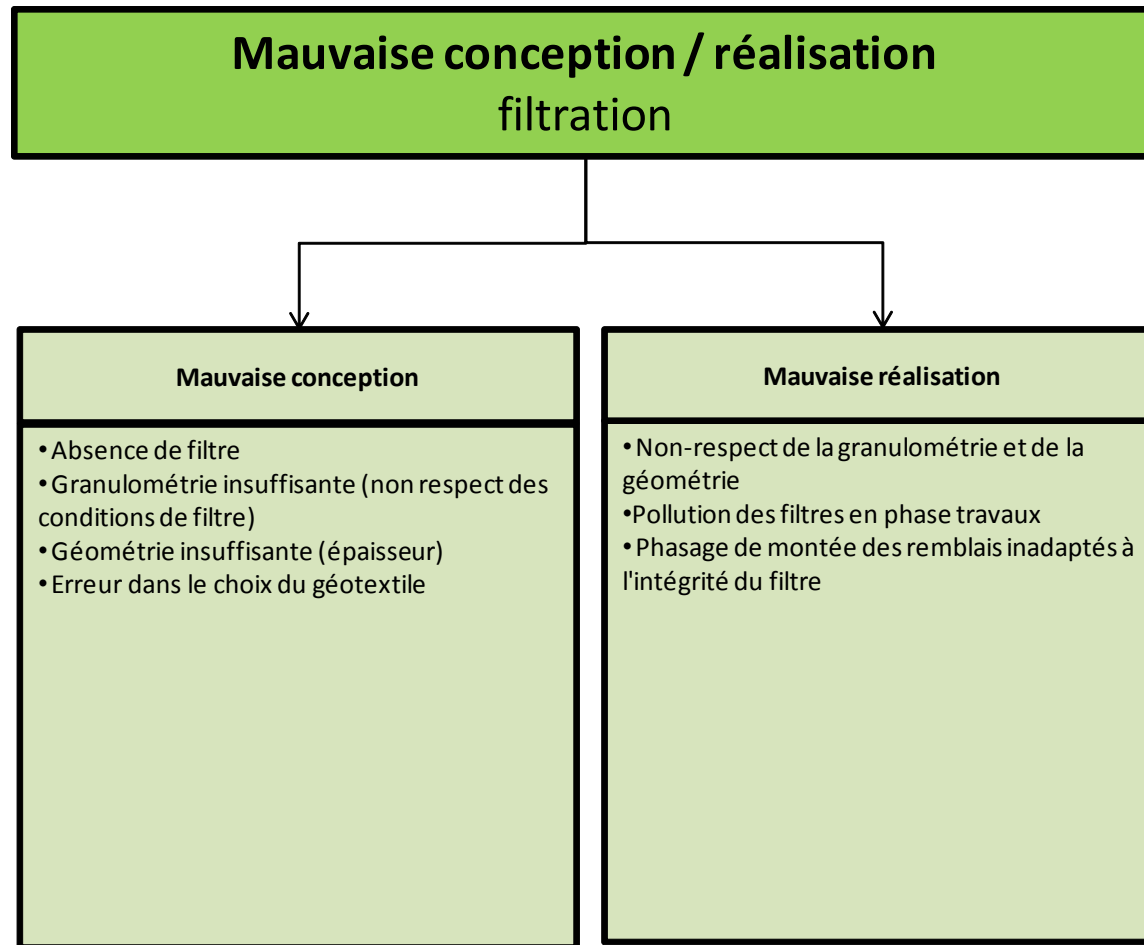 Mauvaise conception / réalisation
filtration
Mauvaise conception
•Absence de filtre
•Granulométrie insuffisante (non respect des
conditions de filtre)
•Géométrie insuffisante (épaisseur)
•Erreur dans le choix du géotextile
Mauvaise réalisation
•Non-respect de la granulométrie et de la
géométrie
•Pollution des filtres en phase travaux
•Phasage de montée des remblais inadaptés à
l'intégrité du filtre